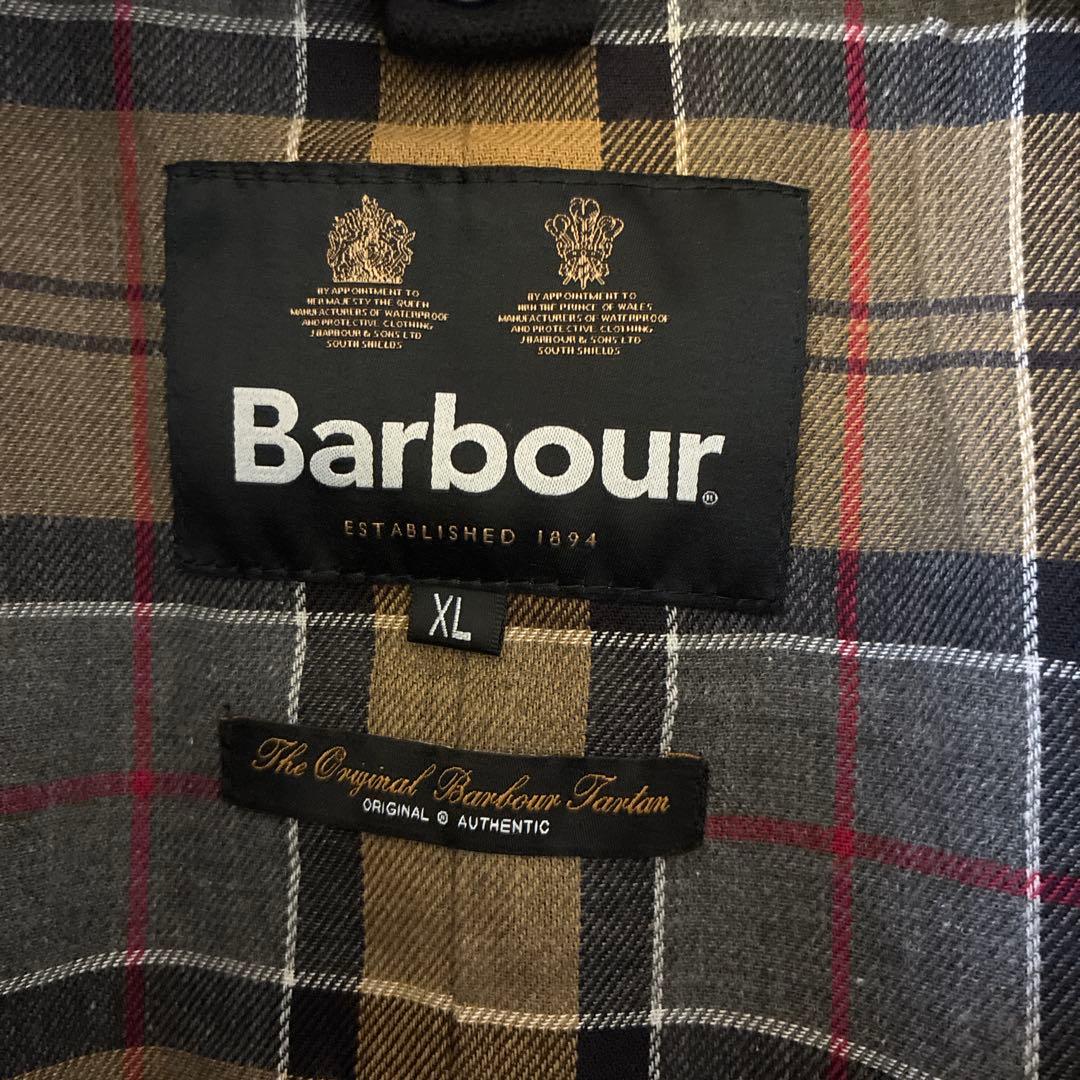 BY APPOINTMENT TO
HER MAJESTY THE QUEEN
MANUFACTURERS OF WATERPROOF
AND PROTECTIVE CLOTHING
J BARBOUR & SONS LTD
SOUTH SHIELDS
BY APPOINTMENT TO
HRH THE PRINCE OF WALES
MANUFACTURERS OF WATERPROOF
AND PROTECTIVE CLOTHING
J BARBOUR & SONS LTD
SOUTH SHIELDS
Barbour®
ESTABLISHED 1894
XL
The Original Barbour Tartan
ORIGINAL ® AUTHENTIC